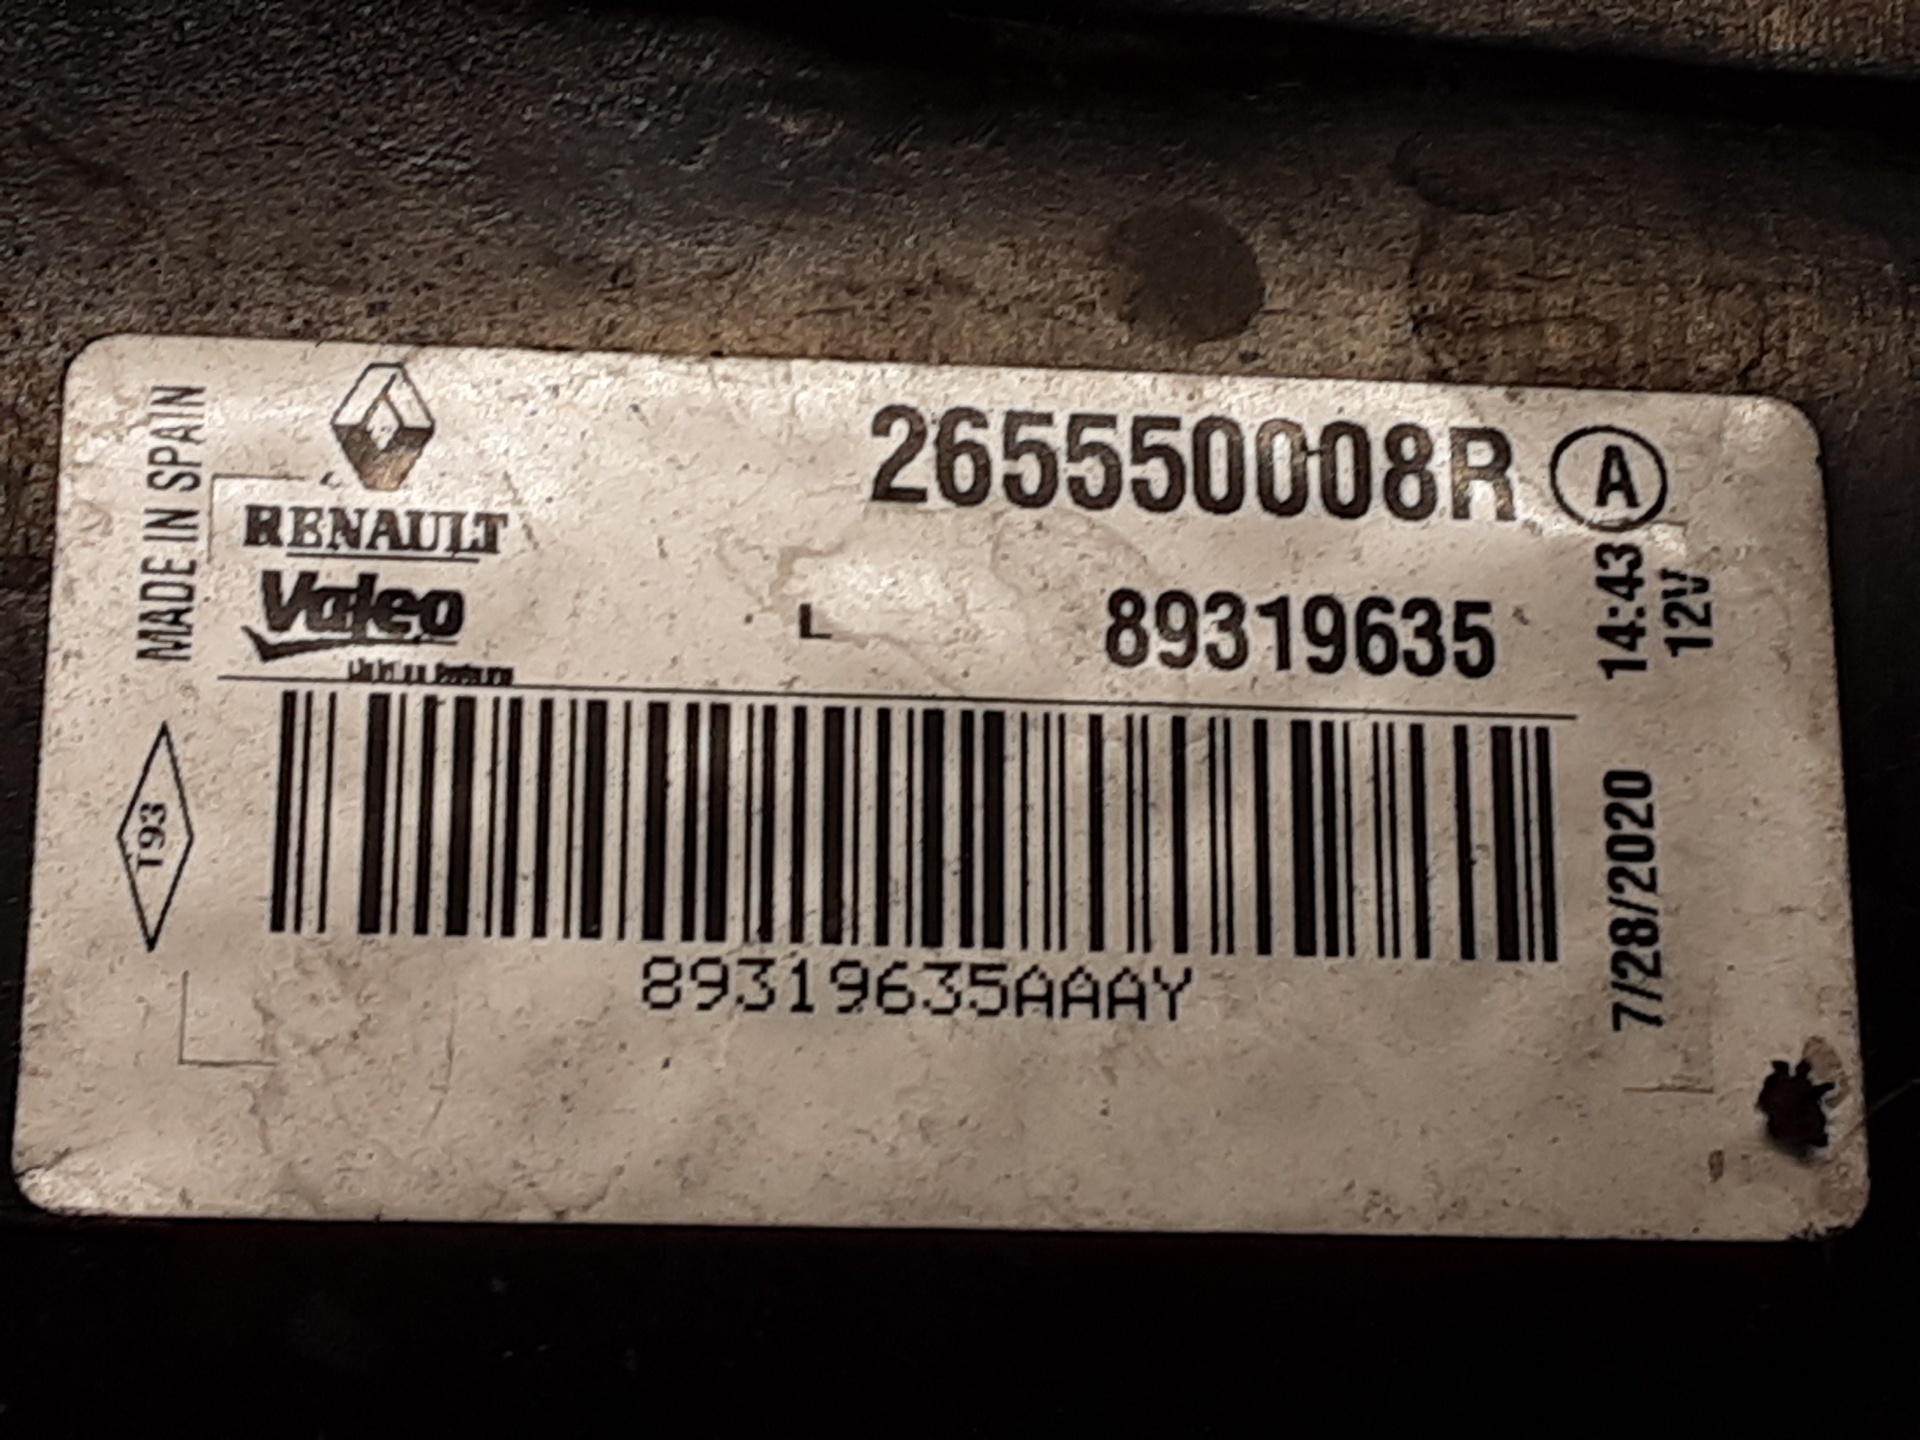 MADE IN SPAIN
RENAULT
Valeo
265550008R A
L 89319635
14:43
12V
T93
7/28/2020
89319635AAAY